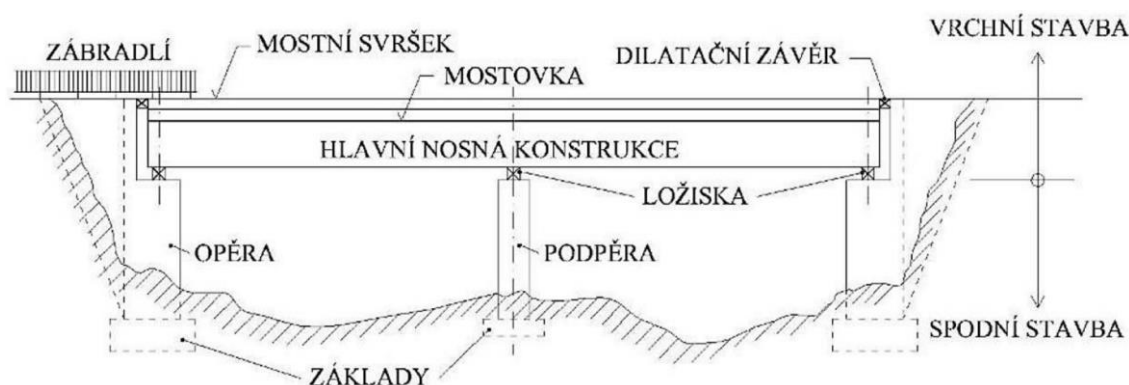 VRCHNÍ STAVBA
ZÁBRADLÍ
MOSTNÍ SVRŠEK
DILATAČNÍ ZÁVĚR
MOSTOVKA
HLAVNÍ NOSNÁ KONSTRUKCE
LOŽISKA
OPĚRA
PODPĚRA
SPODNÍ STAVBA
ZÁKLADY